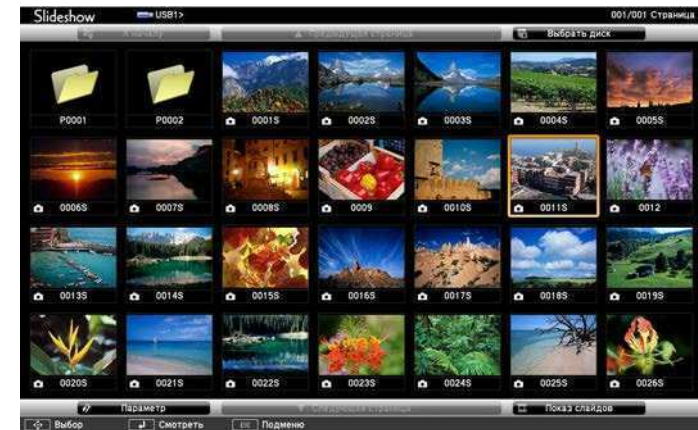 Slideshow USB1> 001/001 Страница
К началу ▲ Предыдущая страница Выбрать диск
P0001 P0002 0001S 0002S 0003S 0004S 0005S
0006S 0007S 0008S 0009 0010S 0011S 0012
0013S 0014S 0015S 0016S 0017S 0018S 0019S
0020S 0021S 0022S 0023S 0024S 0025S 0026S
Параметр ▼ Следующая страница Показ слайдов
Выбор Смотреть Esc Подменю